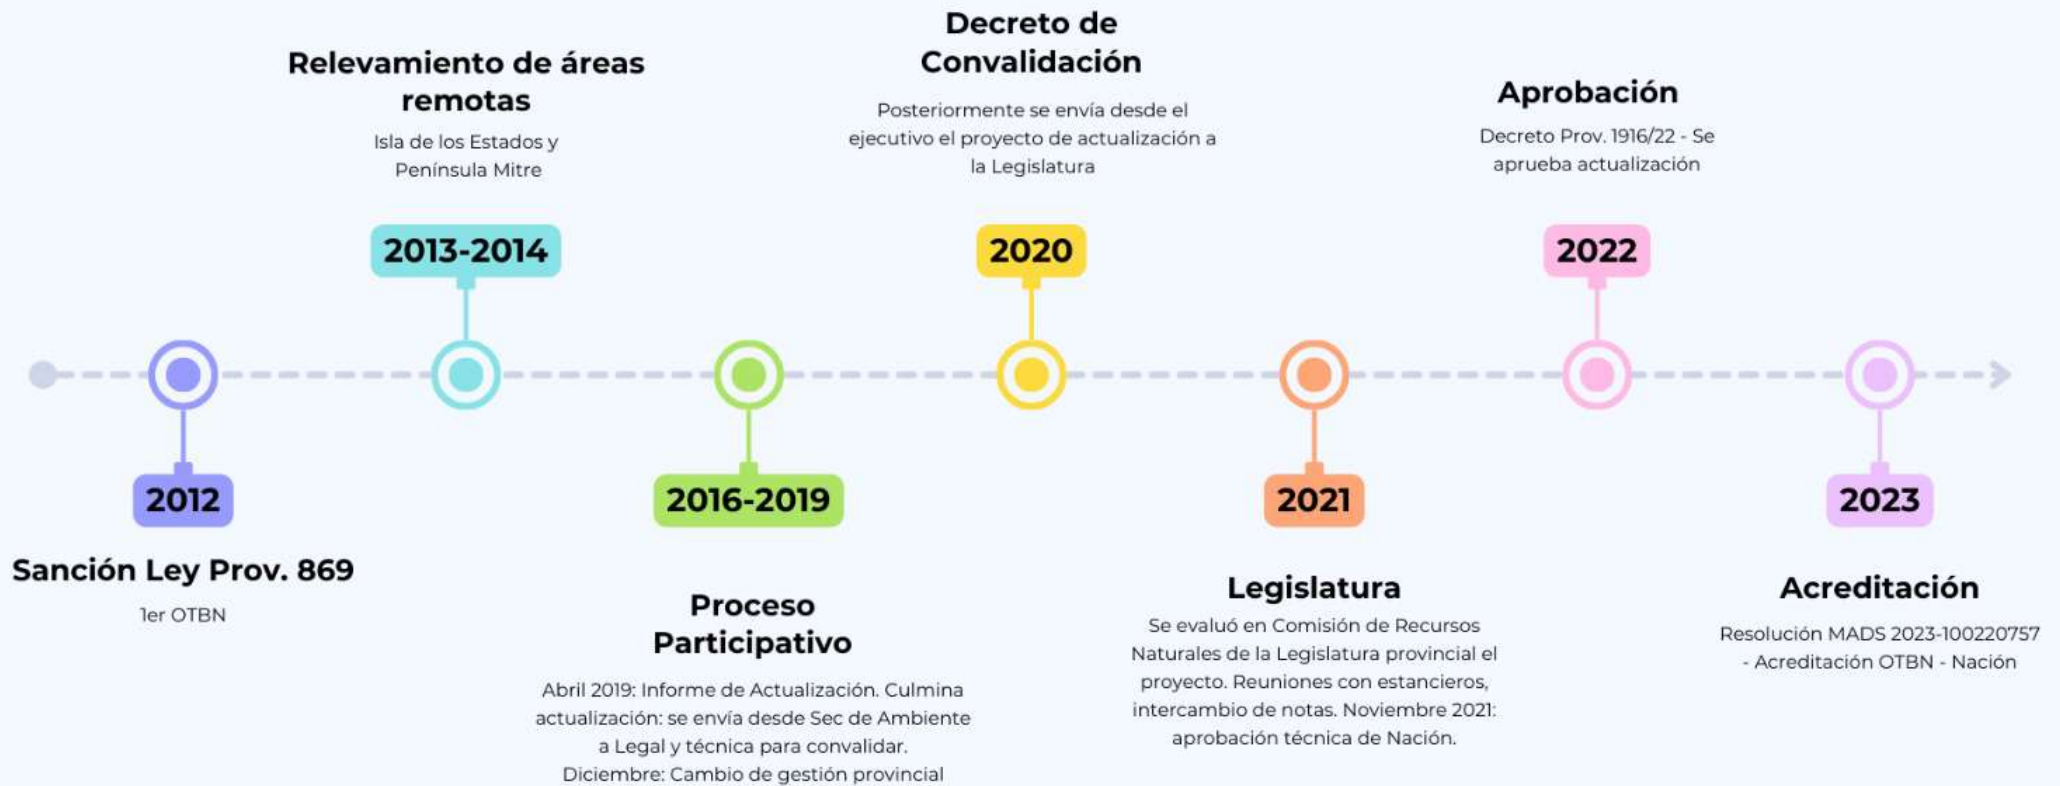 Sanción Ley Prov. 869
1er OTBN
2012
Relevamiento de áreas
remotas
Isla de los Estados y
Península Mitre
2013-2014
2016-2019
Proceso
Participativo
Abril 2019: Informe de Actualización. Culmina
actualización: se envía desde Sec de Ambiente
a Legal y técnica para convalidar.
Diciembre: Cambio de gestión provincial
Decreto de
Convalidación
Posteriormente se envía desde el
ejecutivo el proyecto de actualización a
la Legislatura
2020
2021
Legislatura
Se evaluó en Comisión de Recursos
Naturales de la Legislatura provincial el
proyecto. Reuniones con estancieros,
intercambio de notas. Noviembre 2021:
aprobación técnica de Nación.
Aprobación
Decreto Prov. 1916/22 - Se
aprueba actualización
2022
2023
Acreditación
Resolución MADS 2023-100220757
- Acreditación OTBN - Nación